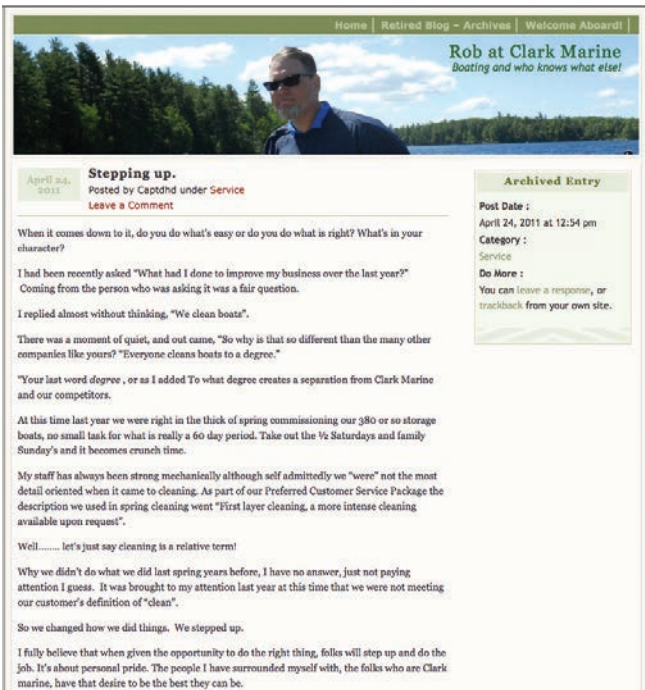 Home | Retired Blog – Archives | Welcome Aboard! |
Rob at Clark Marine
Boating and who knows what else!
April 24,
2011
Stepping up.
Posted by Captdhd under Service
Leave a Comment
When it comes down to it, do you do what's easy or do you do what is right? What's in your
character?
I had been recently asked "What had I done to improve my business over the last year?"
Coming from the person who was asking it was a fair question.
I replied almost without thinking, "We clean boats".
There was a moment of quiet, and out came, "So why is that so different than the many other
companies like yours? "Everyone cleans boats to a degree."
"Your last word degree , or as I added To what degree creates a separation from Clark Marine
and our competitors.
At this time last year we were right in the thick of spring commissioning our 380 or so storage
boats, no small task for what is really a 60 day period. Take out the ½ Saturdays and family
Sunday's and it becomes crunch time.
My staff has always been strong mechanically although self admittedly we "were" not the most
detail oriented when it came to cleaning. As part of our Preferred Customer Service Package the
description we used in spring cleaning went "First layer cleaning, a more intense cleaning
available upon request".
Well........ let's just say cleaning is a relative term!
Why we didn't do what we did last spring years before, I have no answer, just not paying
attention I guess. It was brought to my attention last year at this time that we were not meeting
our customer's definition of "clean".
So we changed how we did things. We stepped up.
I fully believe that when given the opportunity to do the right thing, folks will step up and do the
job. It's about personal pride. The people I have surrounded myself with, the folks who are Clark
marine, have that desire to be the best they can be.
Archived Entry
Post Date :
April 24, 2011 at 12:54 pm
Category :
Service
Do More :
You can leave a response, or
trackback from your own site.